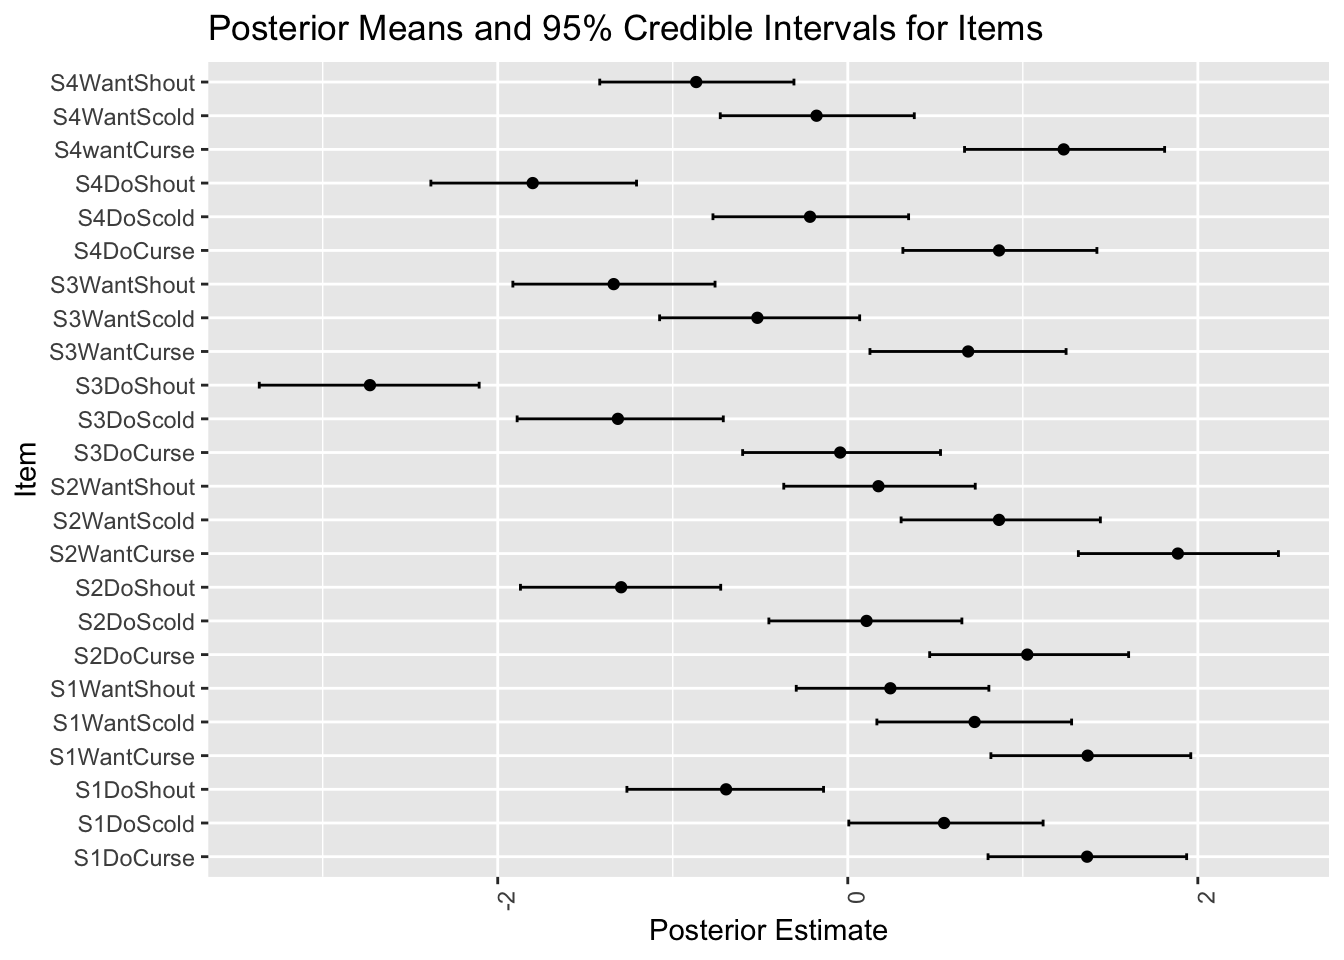 Posterior Means and 95% Credible Intervals for Items
S4WantShout
S4WantScold
S4wantCurse
S4DoShout
S4DoScold
S4DoCurse
S3WantShout
S3WantScold
S3WantCurse
S3DoShout
S3DoScold
S3DoCurse
S2WantShout
S2WantScold
S2WantCurse
S2DoShout
S2DoScold
S2DoCurse
S1WantShout
S1WantScold
S1WantCurse
S1DoShout
S1DoScold
S1DoCurse
Item
-2
0
2
Posterior Estimate